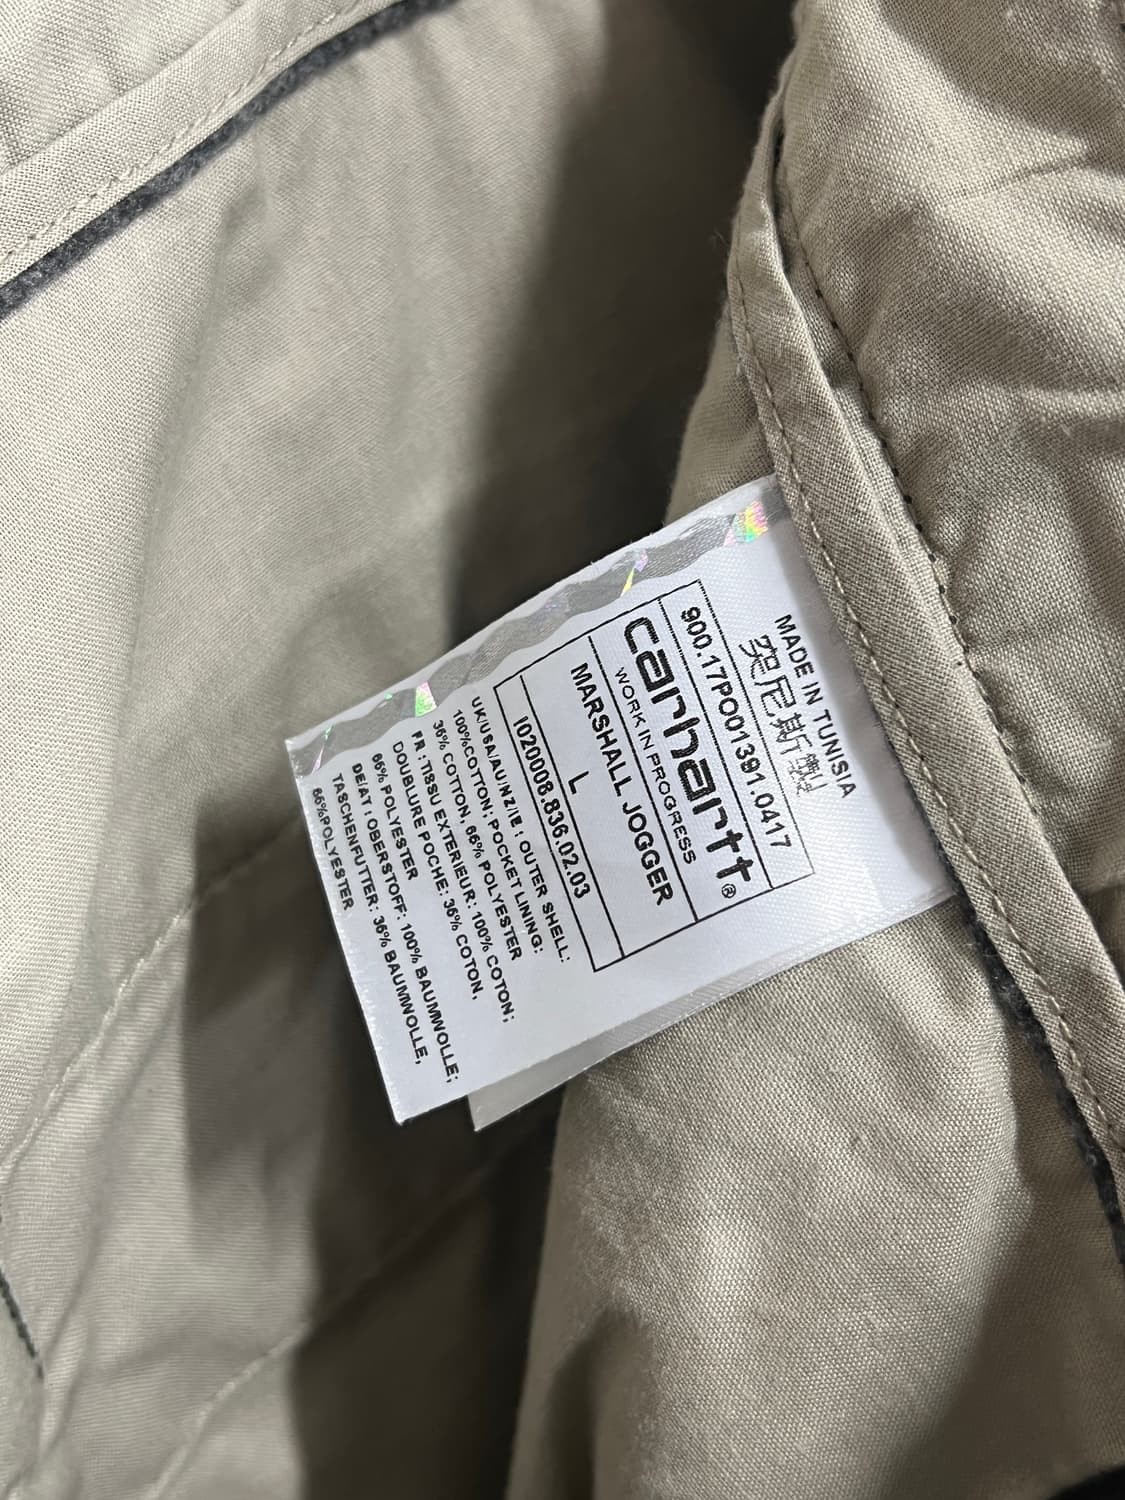 MADE IN TUNISIA
突尼斯製
900.17PO01391.0417
carhartt®
WORK IN PROGRESS
MARSHALL JOGGER
L
I020008.836.02.03
UK/USA/AU/NZ/IE : OUTER SHELL:
100%COTTON; POCKET LINING:
36% COTTON, 66% POLYESTER
FR : TISSU EXTERIEUR: 100% COTON;
DOUBLURE POCHE: 36% COTON,
66% POLYESTER
DE/AT : OBERSTOFF: 100% BAUMWOLLE;
TASCHENFUTTER: 36% BAUMWOLLE,
66%POLYESTER